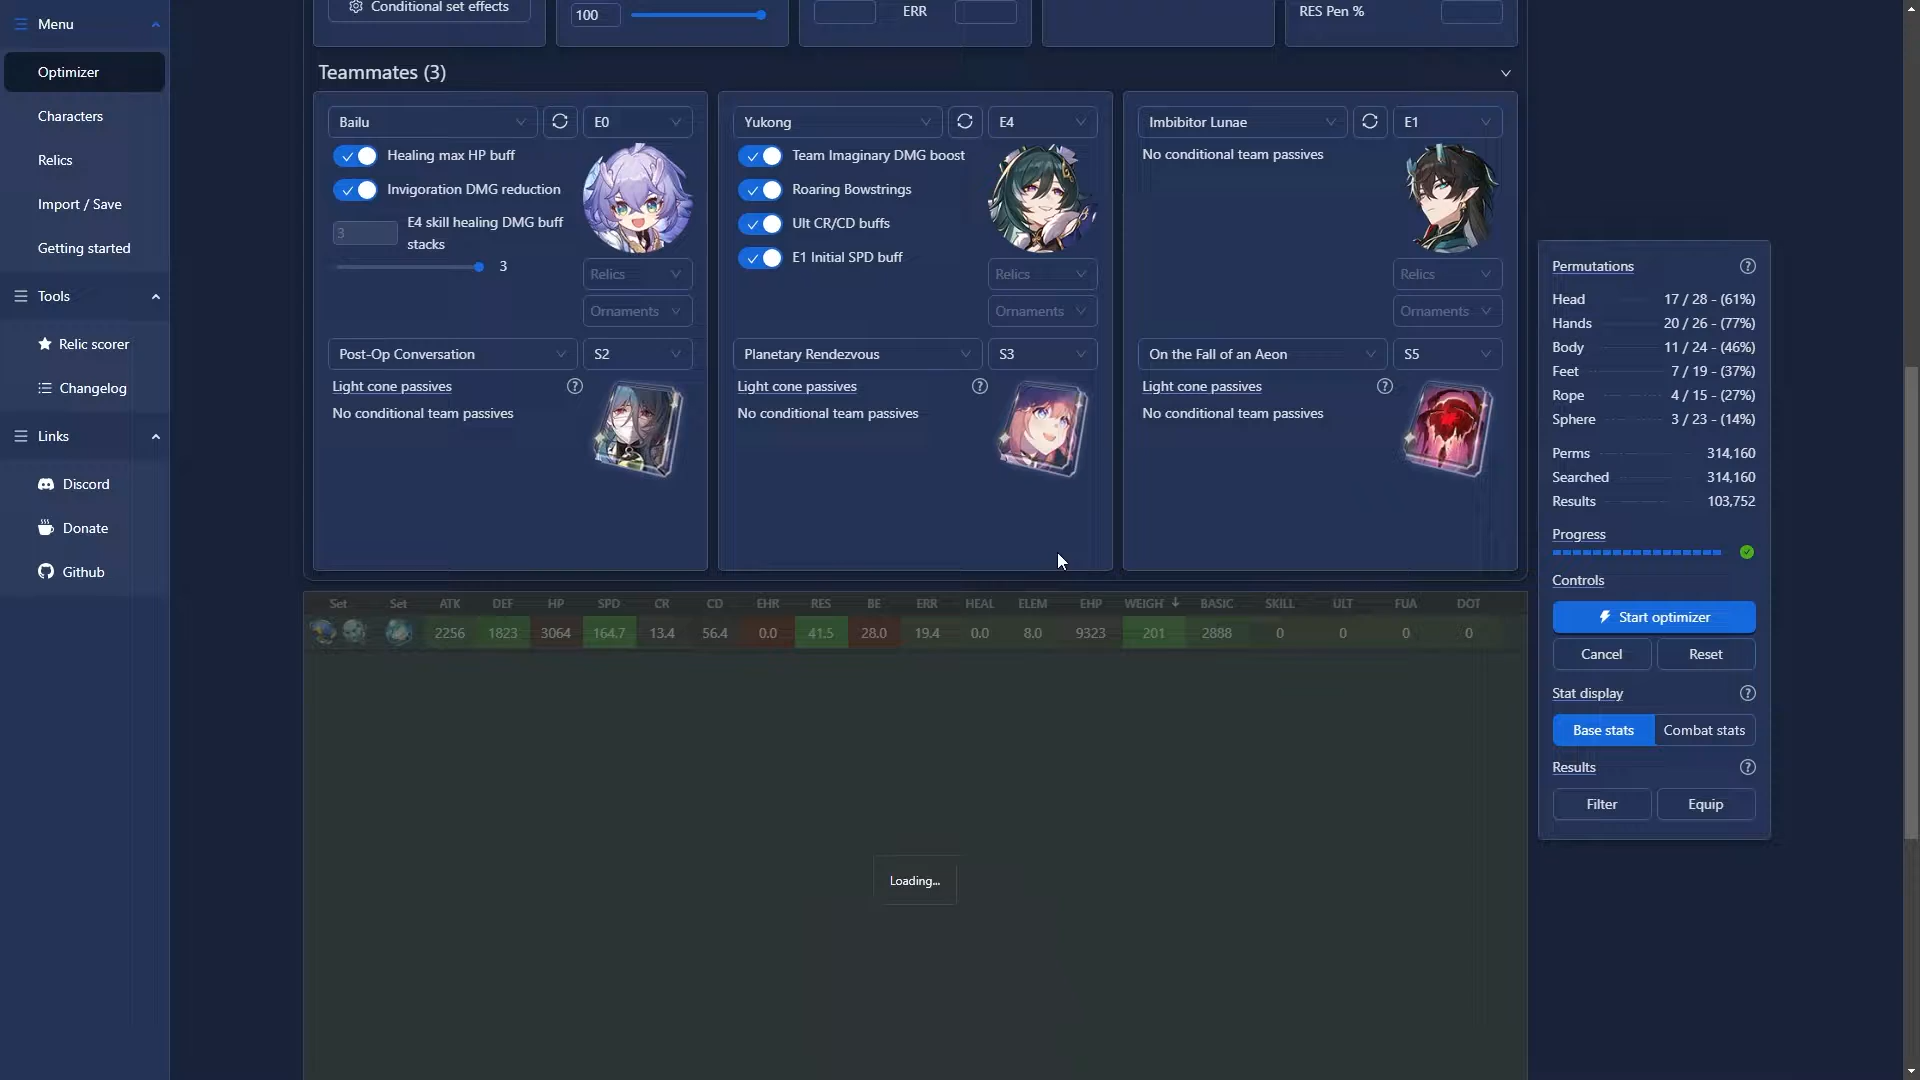 Menu
Optimizer
Characters
Relics
Import / Save
Getting started
Tools
Relic scorer
Changelog
Links
Discord
Donate
Github
Conditional set effects
100
ERR
RES Pen %
Teammates (3)
Bailu
E0
Healing max HP buff
Invigoration DMG reduction
3
E4 skill healing DMG buff
stacks
3
Relics
Ornaments
Post-Op Conversation
S2
Light cone passives
No conditional team passives
Yukong
E4
Team Imaginary DMG boost
Roaring Bowstrings
Ult CR/CD buffs
E1 Initial SPD buff
Relics
Ornaments
Planetary Rendezvous
S3
Light cone passives
No conditional team passives
Imbibitor Lunae
E1
No conditional team passives
Relics
Ornaments
On the Fall of an Aeon
S5
Light cone passives
No conditional team passives
Set Set ATK DEF HP SPD CR CD EHR RES BE ERR HEAL ELEM EHP WEIGH BASIC SKILL ULT FUA DOT
2256 1823 3064 164.7 13.4 56.4 0.0 41.5 28.0 19.4 0.0 8.0 9323 201 2888 0 0 0 0
Loading...
Permutations
Head 17 / 28 - (61%)
Hands 20 / 26 - (77%)
Body 11 / 24 - (46%)
Feet 7 / 19 - (37%)
Rope 4 / 15 - (27%)
Sphere 3 / 23 - (14%)
Perms 314,160
Searched 314,160
Results 103,752
Progress
Controls
Start optimizer
Cancel
Reset
Stat display
Base stats
Combat stats
Results
Filter
Equip